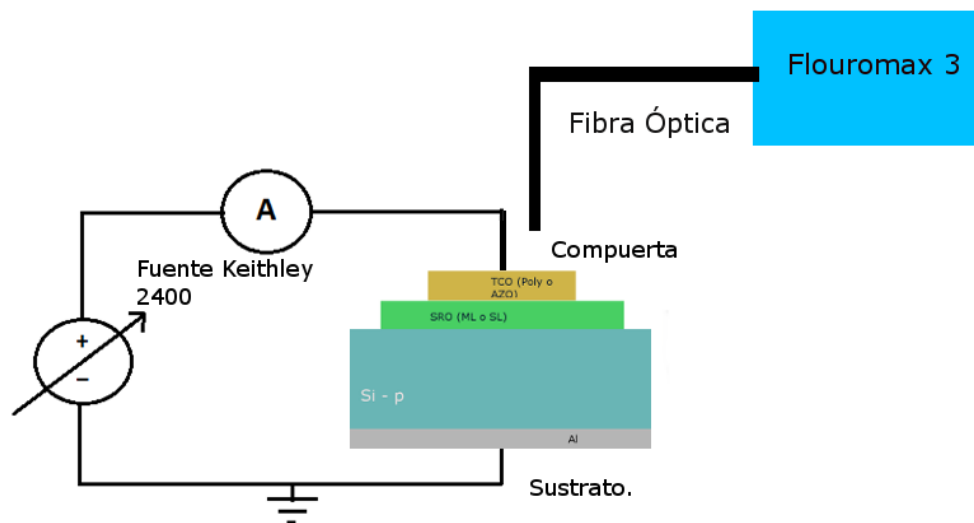 Flouromax 3
Fibra Óptica
A
Compuerta
Fuente Keithley
2400
TCO (Poly o
AZO)
SRO (ML o SL)
+
−
Si - p
Al
Sustrato.